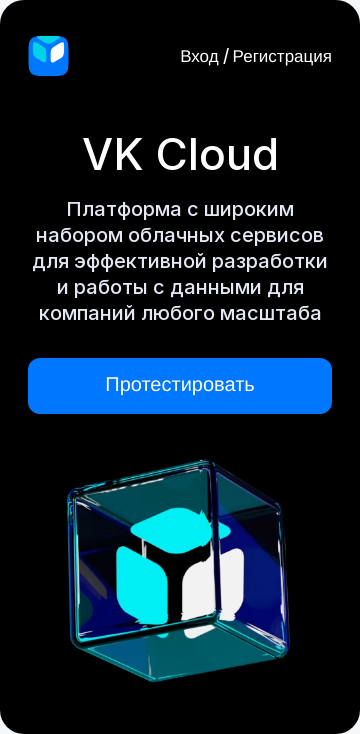 Вход / Регистрация
VK Cloud
Платформа с широким
набором облачных сервисов
для эффективной разработки
и работы с данными для
компаний любого масштаба
Протестировать